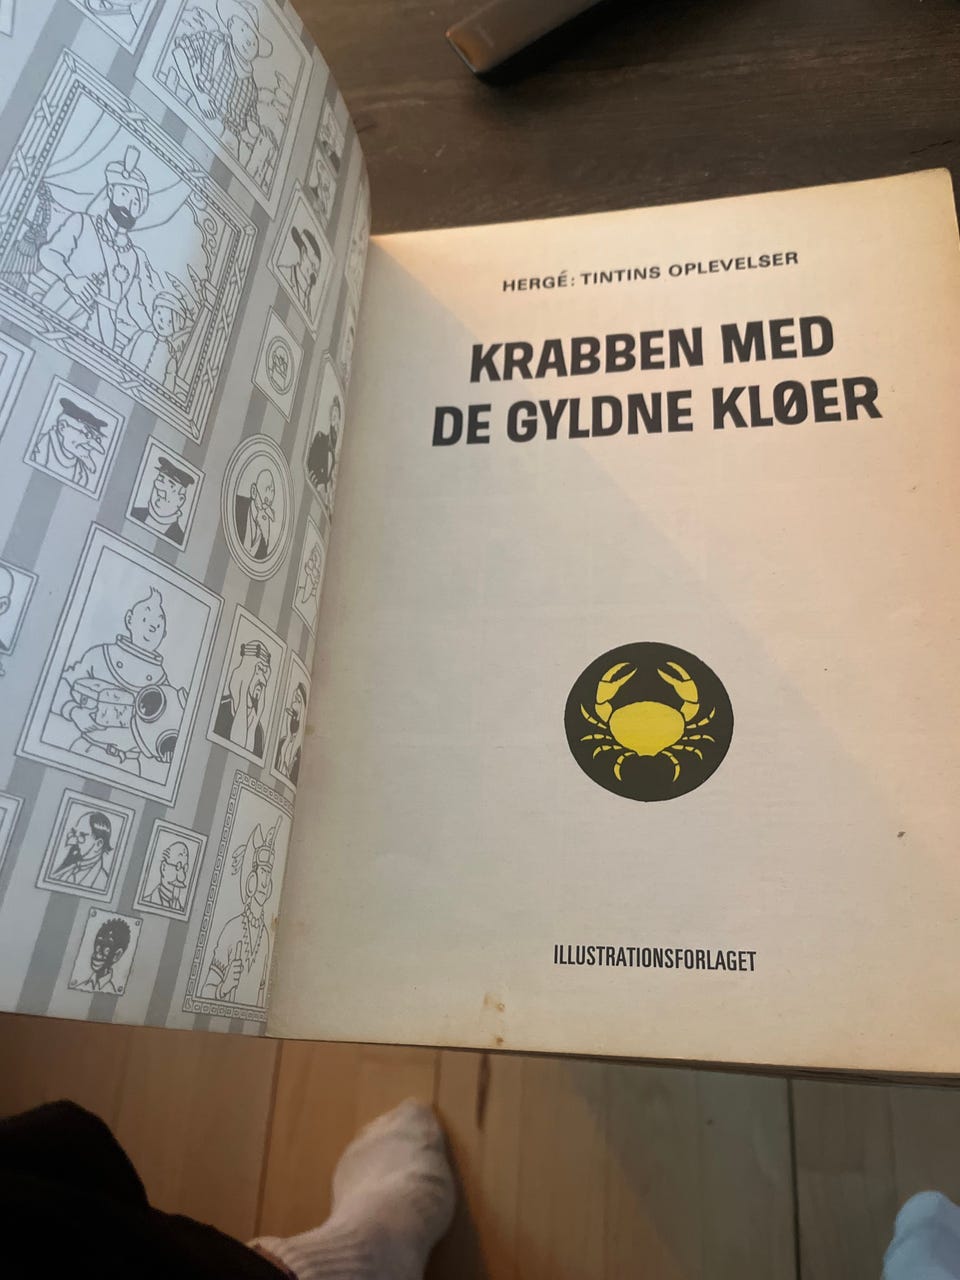 HERGÉ: TINTINS OPLEVELSER
KRABBEN MED
DE GYLDNE KLØER
ILLUSTRATIONSFORLAGET